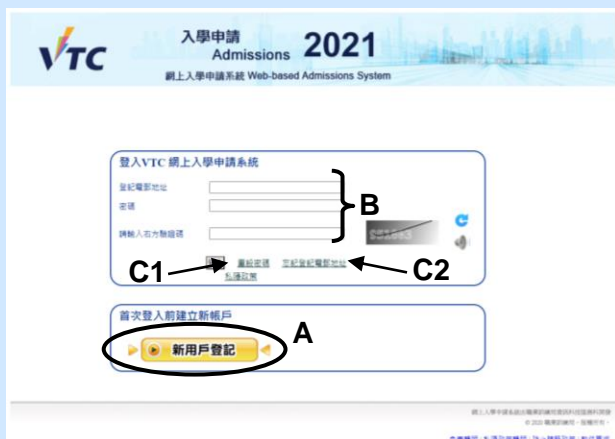 VTC
入學申請
Admissions 2021
網上入學申請系統 Web-based Admissions System
登入VTC 網上入學申請系統
登記電郵地址
密碼
B
請輸入右方驗證碼
C1
重設密碼 忘記登記電郵地址
C2
私隱政策
首次登入前建立新帳戶
A
新用戶登記